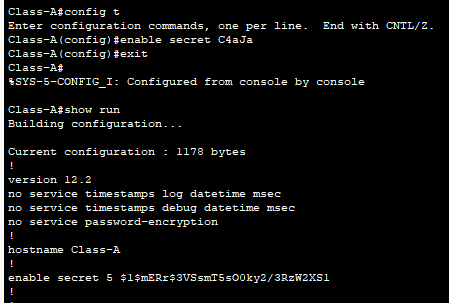 Class-A#config t
Enter configuration commands, one per line.  End with CNTL/Z.
Class-A(config)#enable secret C4aJa
Class-A(config)#exit
Class-A#
%SYS-5-CONFIG_I: Configured from console by console
Class-A#show run
Building configuration...
Current configuration : 1178 bytes
!
version 12.2
no service timestamps log datetime msec
no service timestamps debug datetime msec
no service password-encryption
!
hostname Class-A
!
enable secret 5 $1$mERr$3VSsmT5sO0ky2/3RzW2XS1
!
!